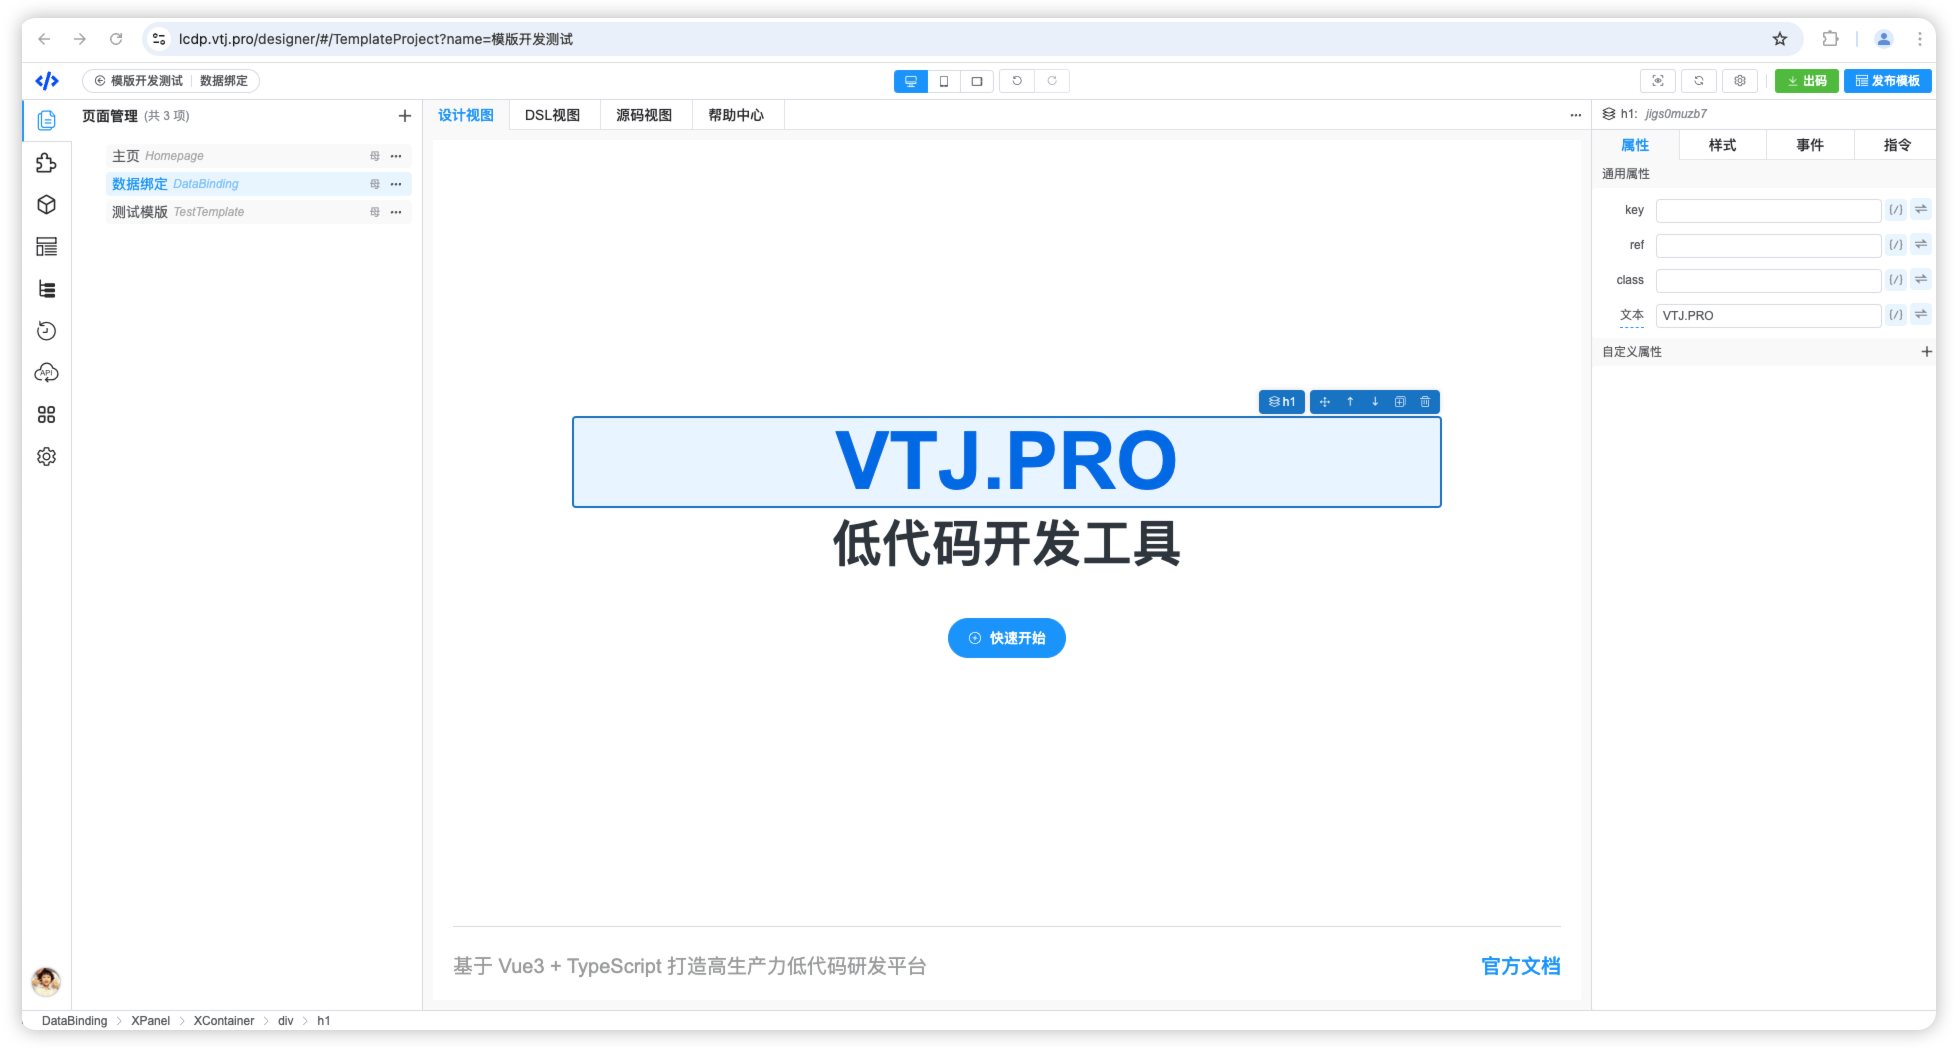 lcdp.vtj.pro/designer/#/TemplateProject?name=模版开发测试
模版开发测试 数据绑定
出码 发布模板
页面管理 (共 3 项)
主页 Homepage
数据绑定 DataBinding
测试模版 TestTemplate
API
设计视图 DSL视图 源码视图 帮助中心
h1
VTJ.PRO
低代码开发工具
快速开始
基于 Vue3 + TypeScript 打造高生产力低代码研发平台 官方文档
h1: jigs0muzb7
属性 样式 事件 指令
通用属性
key {/}
ref {/}
class {/}
文本 VTJ.PRO {/}
自定义属性
DataBinding XPanel XContainer div h1